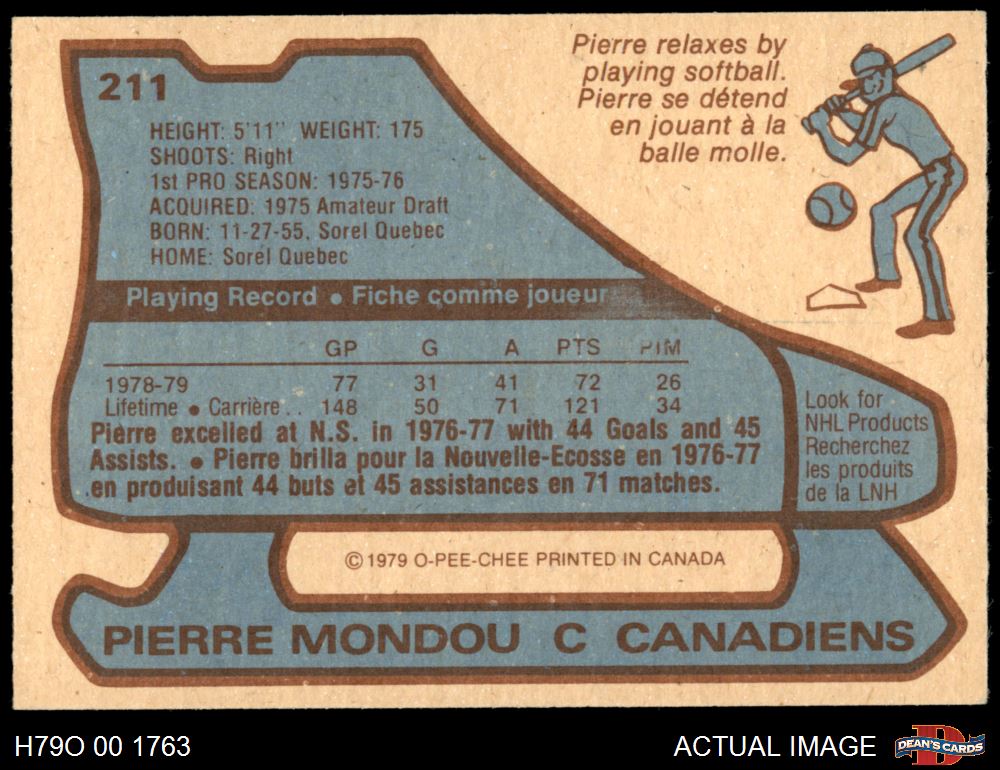 211
HEIGHT: 5'11" WEIGHT: 175
SHOOTS: Right
1st PRO SEASON: 1975-76
ACQUIRED: 1975 Amateur Draft
BORN: 11-27-55, Sorel Quebec
HOME: Sorel Quebec
Pierre relaxes by
playing softball.
Pierre se détend
en jouant à la
balle molle.
Playing Record • Fiche comme joueur
GP G A PTS PIM
1978-79 77 31 41 72 26
Lifetime • Carrière . . 148 50 71 121 34
Pierre excelled at N.S. in 1976-77 with 44 Goals and 45
Assists. • Pierre brilla pour la Nouvelle-Ecosse en 1976-77
en produisant 44 buts et 45 assistances en 71 matches.
Look for
NHL Products
Recherchez
les produits
de la LNH
© 1979 O-PEE-CHEE PRINTED IN CANADA
PIERRE MONDOU C CANADIENS
H79O 00 1763
ACTUAL IMAGE
D
DEAN'S CARDS